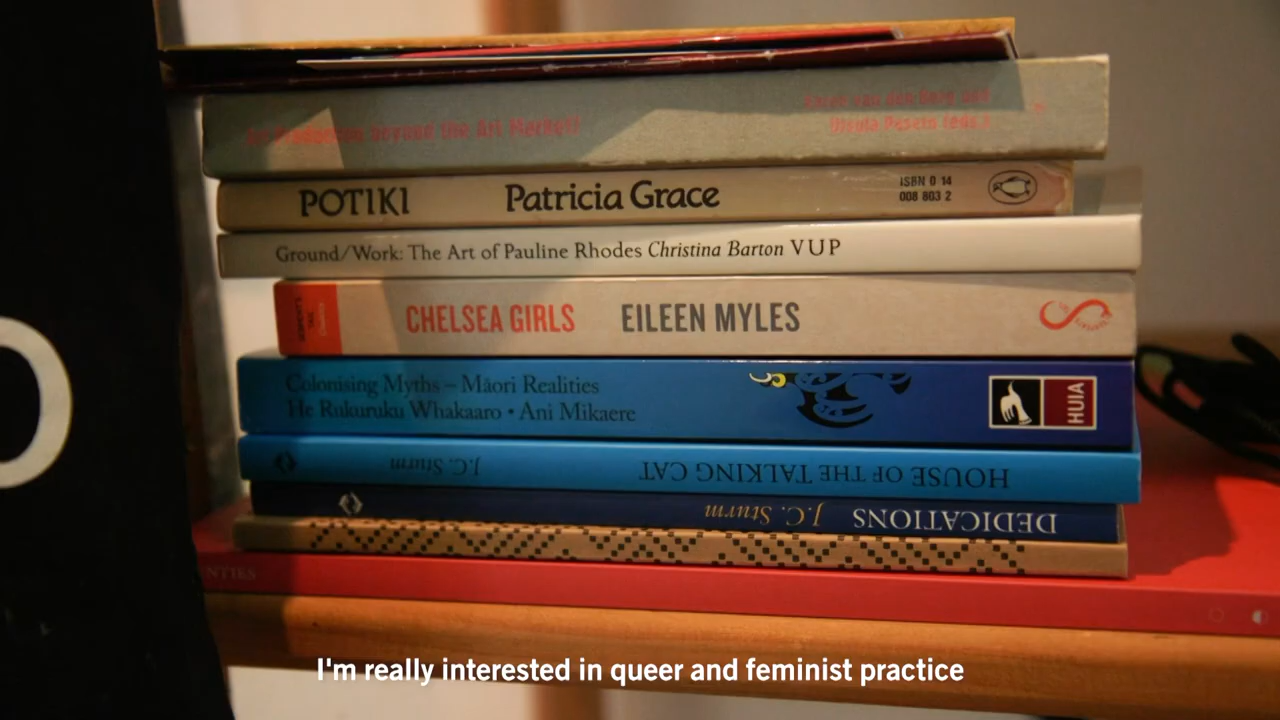 Art Production beyond the Art Market?
Karen van den Berg and
Ursula Pasero (eds.)
POTIKI Patricia Grace ISBN 0 14
008 803 2
Ground/Work: The Art of Pauline Rhodes Christina Barton VUP
CHELSEA GIRLS EILEEN MYLES
Colonising Myths – Māori Realities
He Rukuruku Whakaaro • Ani Mikaere
HUIA
HOUSE OF THE TALKING CAT J.C. Sturm
DEDICATIONS J.C. Sturm
NTIES
O
I'm really interested in queer and feminist practice